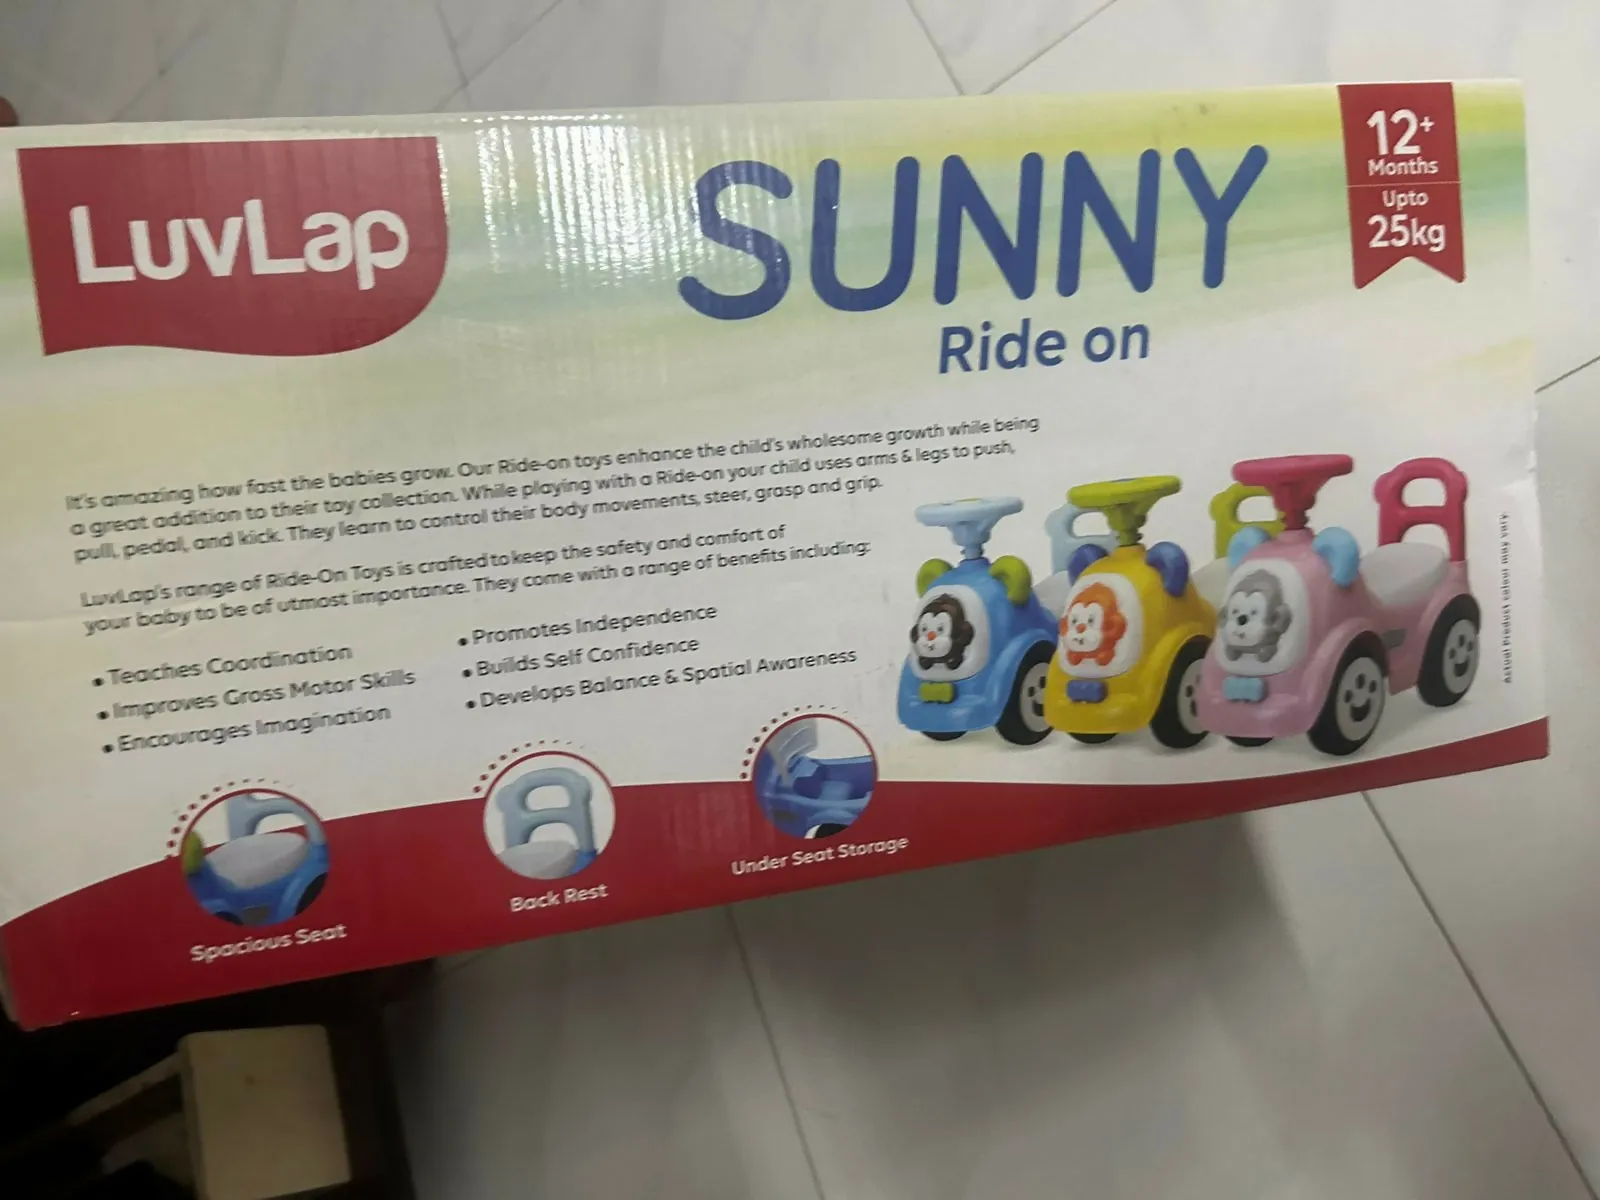 LuvLap
SUNNY
Ride on
12+
Months
Upto
25kg
It's amazing how fast the babies grow. Our Ride-on toys enhance the child's wholesome growth while being
a great addition to their toy collection. While playing with a Ride-on your child uses arms & legs to push,
pull, pedal, and kick. They learn to control their body movements, steer, grasp and grip.
LuvLap's range of Ride-On Toys is crafted to keep the safety and comfort of
your baby to be of utmost importance. They come with a range of benefits including:
• Teaches Coordination
• Improves Gross Motor Skills
• Encourages Imagination
• Promotes Independence
• Builds Self Confidence
• Develops Balance & Spatial Awareness
Spacious Seat
Back Rest
Under Seat Storage
Actual Product colour may vary.